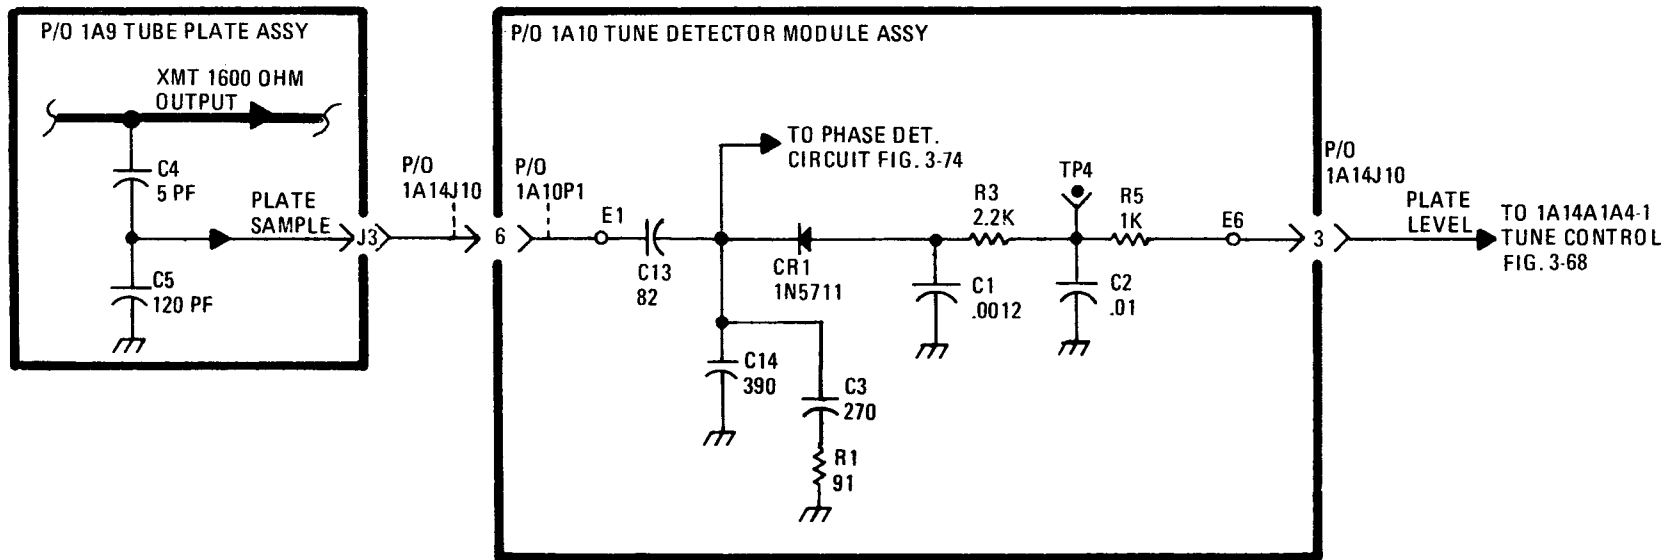 P/O 1A9 TUBE PLATE ASSY
XMT 1600 OHM
OUTPUT
C4
5 PF
PLATE
SAMPLE
J3
C5
120 PF
P/O
1A14J10
P/O 1A10 TUNE DETECTOR MODULE ASSY
P/O
1A10P1
6
E1
C13
82
TO PHASE DET.
CIRCUIT FIG. 3-74
CR1
1N5711
C14
390
C3
270
R1
91
R3
2.2K
C1
.0012
TP4
C2
.01
R5
1K
E6
3
P/O
1A14J10
PLATE
LEVEL
TO 1A14A1A4-1
TUNE CONTROL
FIG. 3-68